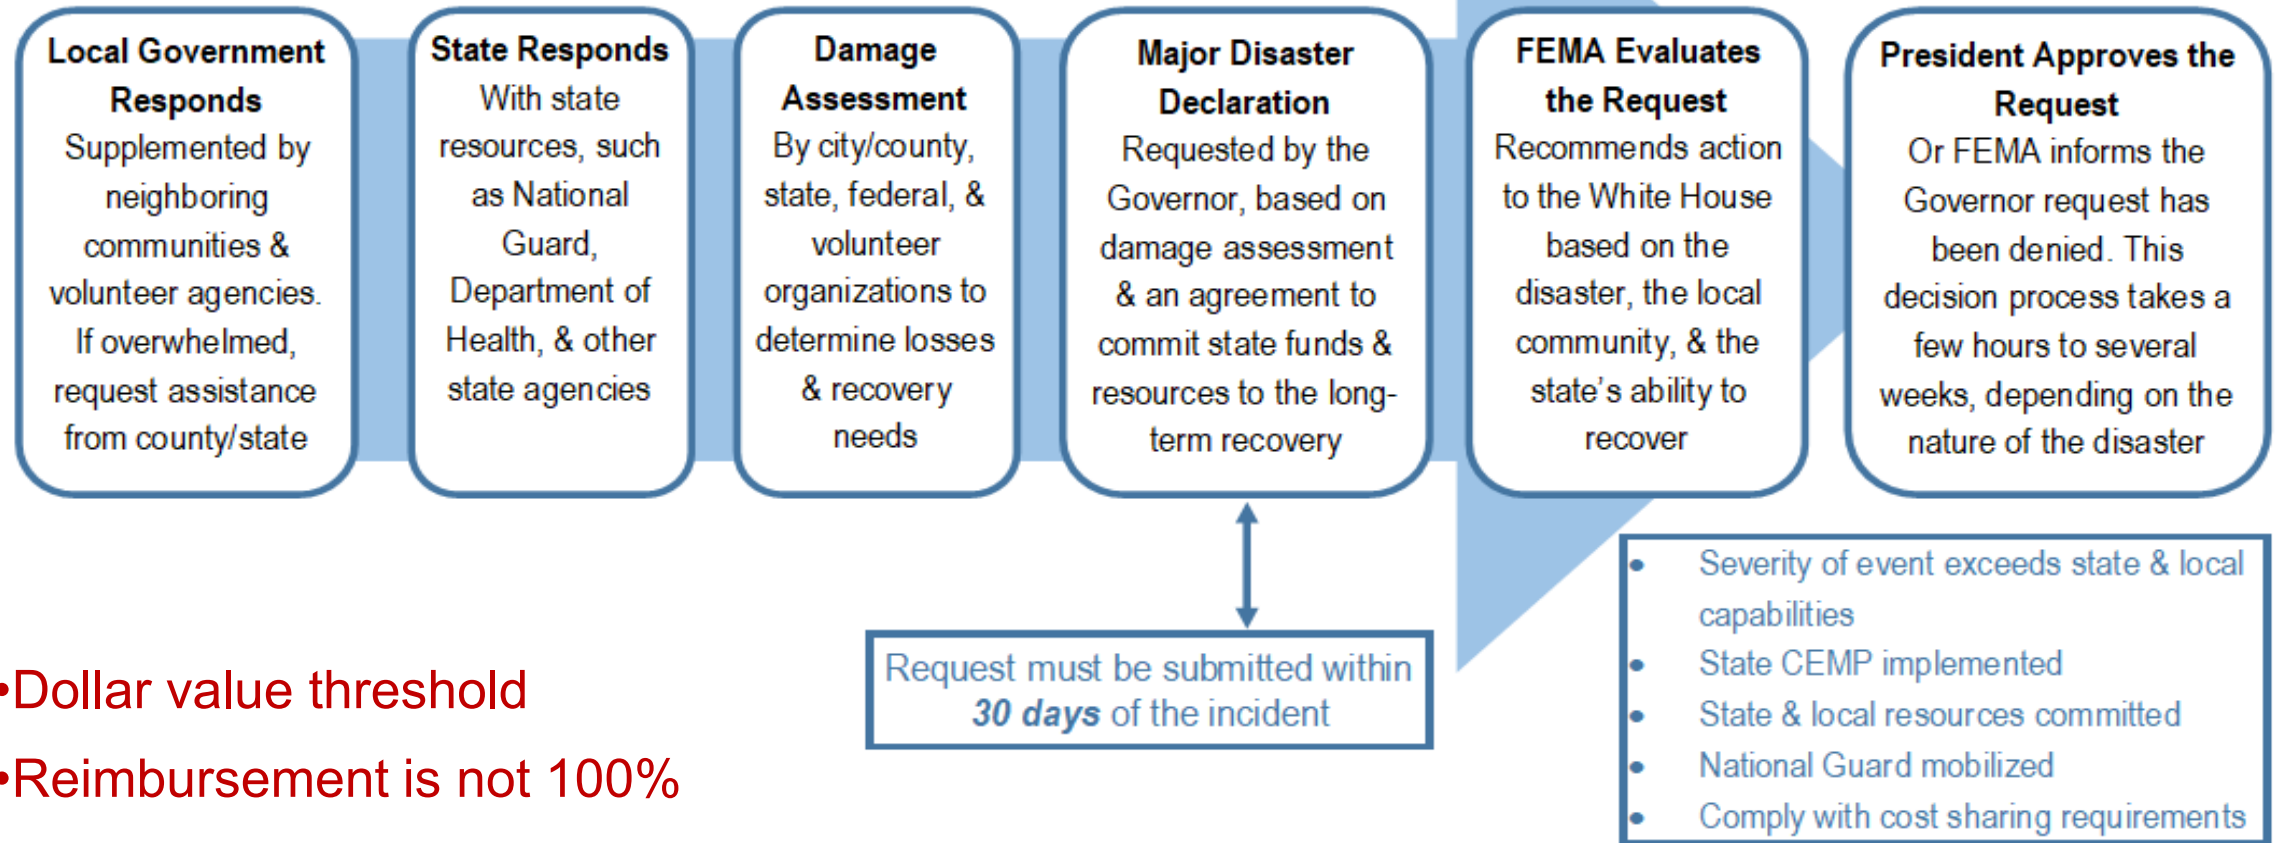 Local Government
Responds
Supplemented by
neighboring
communities &
volunteer agencies.
If overwhelmed,
request assistance
from county/state
State Responds
With state
resources, such
as National
Guard,
Department of
Health, & other
state agencies
Damage
Assessment
By city/county,
state, federal, &
volunteer
organizations to
determine losses
& recovery
needs
Major Disaster
Declaration
Requested by the
Governor, based on
damage assessment
& an agreement to
commit state funds &
resources to the long-
term recovery
FEMA Evaluates
the Request
Recommends action
to the White House
based on the
disaster, the local
community, & the
state's ability to
recover
President Approves the
Request
Or FEMA informs the
Governor request has
been denied. This
decision process takes a
few hours to several
weeks, depending on the
nature of the disaster
Request must be submitted within
30 days of the incident
• Severity of event exceeds state & local
capabilities
• State CEMP implemented
• State & local resources committed
• National Guard mobilized
• Comply with cost sharing requirements
•Dollar value threshold
•Reimbursement is not 100%